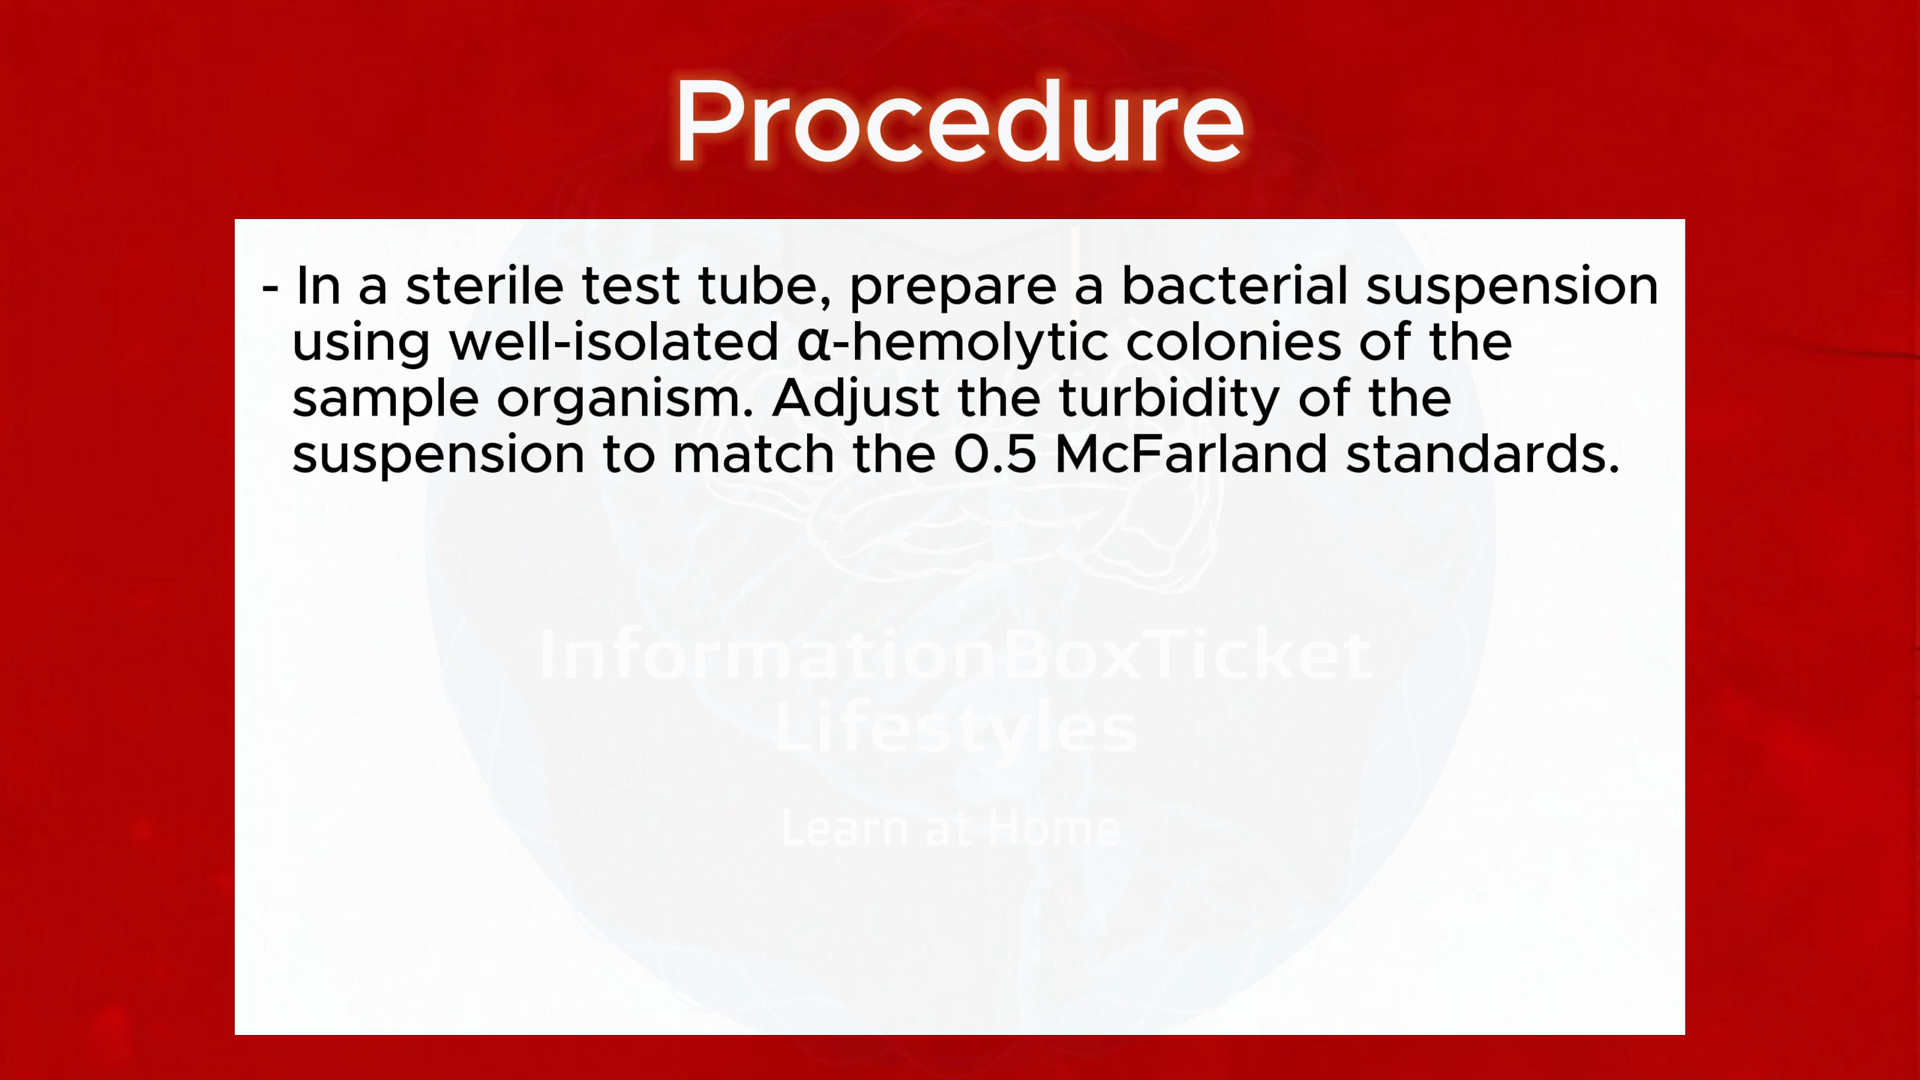 Procedure
- In a sterile test tube, prepare a bacterial suspension
using well-isolated α-hemolytic colonies of the
sample organism. Adjust the turbidity of the
suspension to match the 0.5 McFarland standards.
InformationBoxTicket
Lifestyles
Learn at Home